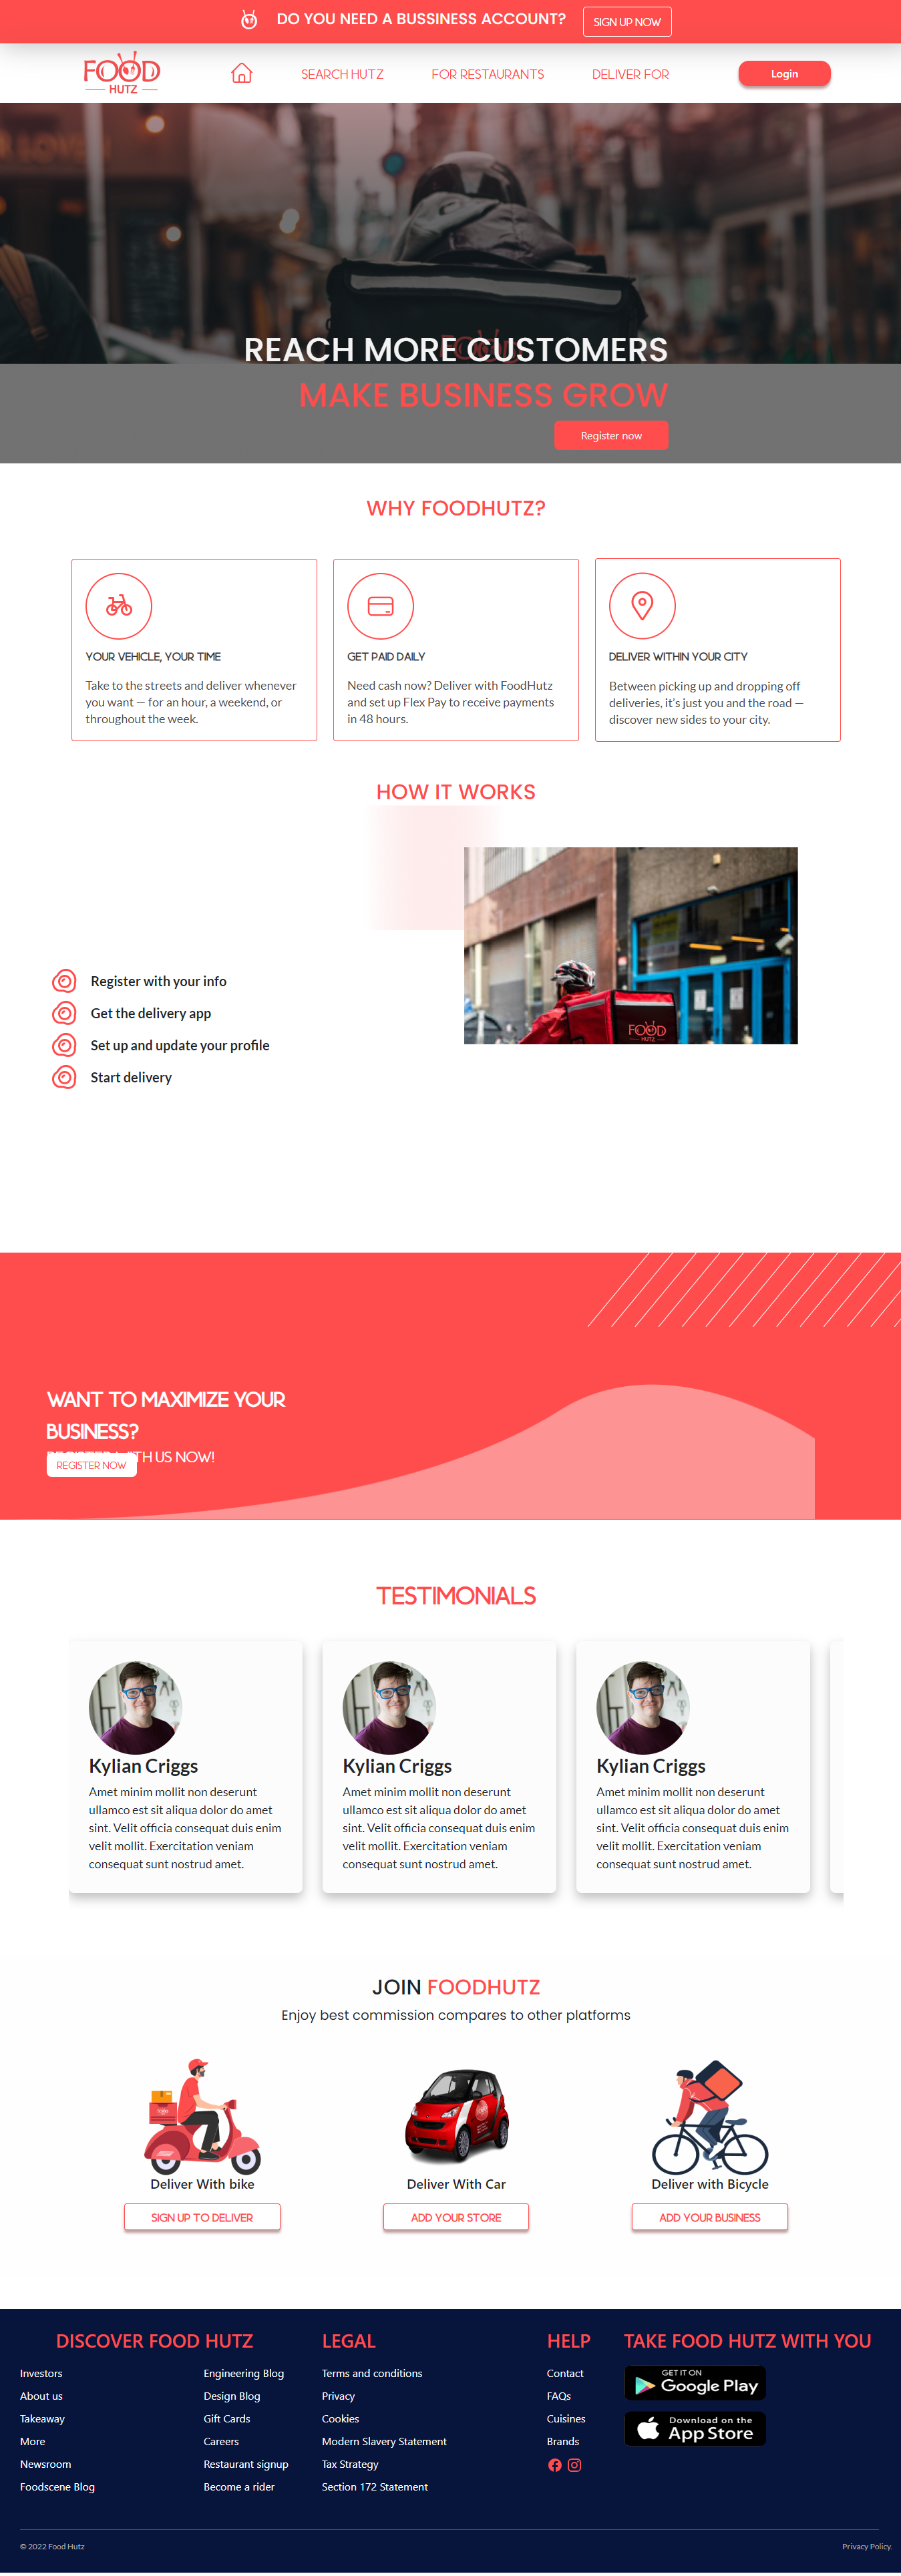 DO YOU NEED A BUSSINESS ACCOUNT?
SIGN UP NOW
FOOD
HUTZ
SEARCH HUTZ
FOR RESTAURANTS
DELIVER FOR
Login
REACH MORE CUSTOMERS
MAKE BUSINESS GROW
Register now
WHY FOODHUTZ?
YOUR VEHICLE, YOUR TIME
Take to the streets and deliver whenever
you want — for an hour, a weekend, or
throughout the week.
GET PAID DAILY
Need cash now? Deliver with FoodHutz
and set up Flex Pay to receive payments
in 48 hours.
DELIVER WITHIN YOUR CITY
Between picking up and dropping off
deliveries, it's just you and the road —
discover new sides to your city.
HOW IT WORKS
FOOD
HUTZ
Register with your info
Get the delivery app
Set up and update your profile
Start delivery
WANT TO MAXIMIZE YOUR
BUSINESS?
US NOW!
REGISTER NOW
TESTIMONIALS
Kylian Criggs
Amet minim mollit non deserunt
ullamco est sit aliqua dolor do amet
sint. Velit officia consequat duis enim
velit mollit. Exercitation veniam
consequat sunt nostrud amet.
Kylian Criggs
Amet minim mollit non deserunt
ullamco est sit aliqua dolor do amet
sint. Velit officia consequat duis enim
velit mollit. Exercitation veniam
consequat sunt nostrud amet.
Kylian Criggs
Amet minim mollit non deserunt
ullamco est sit aliqua dolor do amet
sint. Velit officia consequat duis enim
velit mollit. Exercitation veniam
consequat sunt nostrud amet.
JOIN FOODHUTZ
Enjoy best commission compares to other platforms
Deliver With bike
SIGN UP TO DELIVER
Deliver With Car
ADD YOUR STORE
Deliver with Bicycle
ADD YOUR BUSINESS
DISCOVER FOOD HUTZ
Investors
About us
Takeaway
More
Newsroom
Foodscene Blog
Engineering Blog
Design Blog
Gift Cards
Careers
Restaurant signup
Become a rider
LEGAL
Terms and conditions
Privacy
Cookies
Modern Slavery Statement
Tax Strategy
Section 172 Statement
HELP
Contact
FAQs
Cuisines
Brands
TAKE FOOD HUTZ WITH YOU
GET IT ON
Google Play
Download on the
App Store
© 2022 Food Hutz
Privacy Policy.